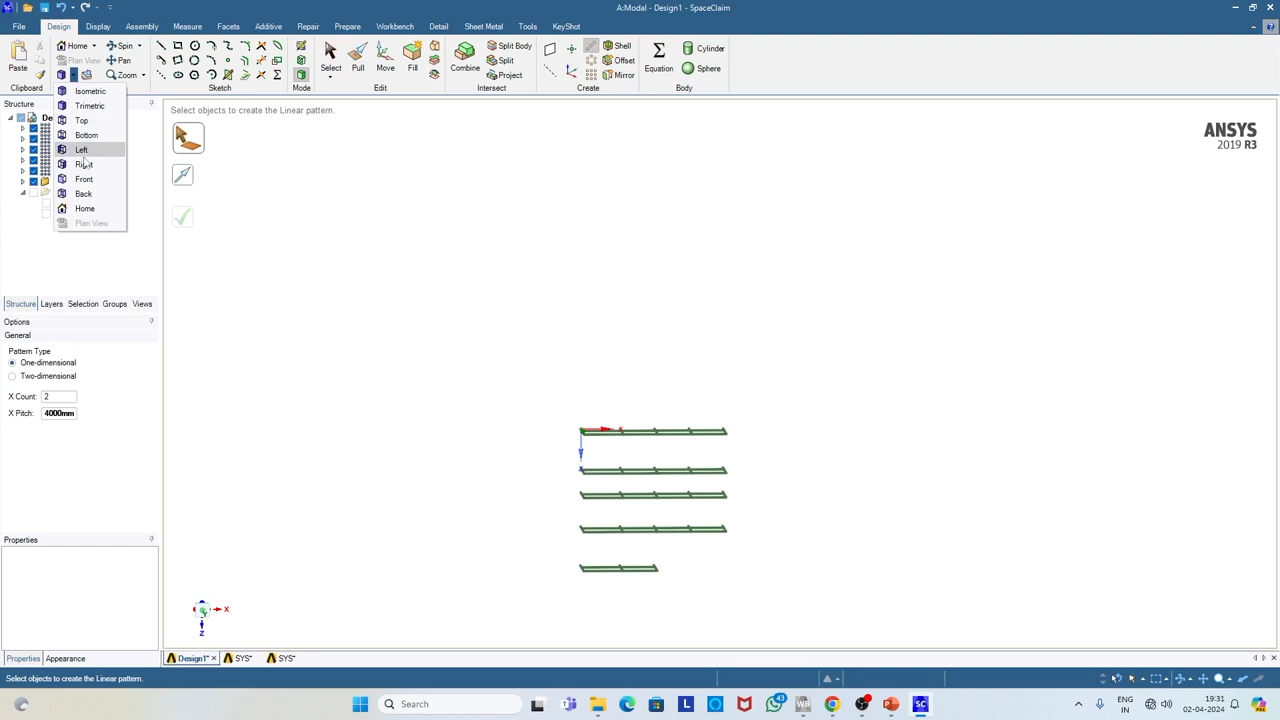 A:Modal - Design1 - SpaceClaim
File Design Display Assembly Measure Facets Additive Repair Prepare Workbench Detail Sheet Metal Tools KeyShot
Home Spin
Plan View Pan
Zoom
Paste
Select Pull Move Fill
Combine
Split Body
Split
Project
Shell
Offset
Mirror
Equation
Cylinder
Sphere
Clipboard Sketch Mode Edit Intersect Create Body
Structure
De
Isometric
Trimetric
Top
Bottom
Left
Right
Front
Back
Home
Plan View
Select objects to create the Linear pattern.
ANSYS
2019 R3
Structure Layers Selection Groups Views
Options
General
Pattern Type
One-dimensional
Two-dimensional
X Count: 2
X Pitch: 4000mm
Properties
X
Y
X
Z
Properties Appearance
Design1* SYS* SYS*
Select objects to create the Linear pattern.
Search
43
ENG
IN
19:31
02-04-2024